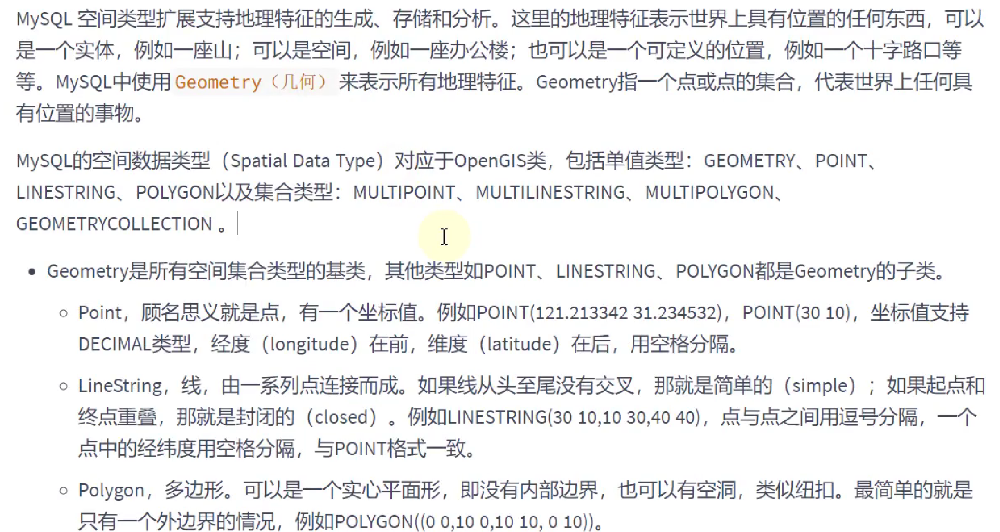 MySQL 空间类型扩展支持地理特征的生成、存储和分析。这里的地理特征表示世界上具有位置的任何东西，可以
是一个实体，例如一座山；可以是空间，例如一座办公楼；也可以是一个可定义的位置，例如一个十字路口等
等。MySQL中使用 Geometry（几何） 来表示所有地理特征。Geometry指一个点或点的集合，代表世界上任何具
有位置的事物。
MySQL的空间数据类型（Spatial Data Type）对应于OpenGIS类，包括单值类型：GEOMETRY、POINT、
LINESTRING、POLYGON以及集合类型：MULTIPOINT、MULTILINESTRING、MULTIPOLYGON、
GEOMETRYCOLLECTION 。
• Geometry是所有空间集合类型的基类，其他类型如POINT、LINESTRING、POLYGON都是Geometry的子类。
○ Point，顾名思义就是点，有一个坐标值。例如POINT(121.213342 31.234532)，POINT(30 10)，坐标值支持
DECIMAL类型，经度（longitude）在前，维度（latitude）在后，用空格分隔。
○ LineString，线，由一系列点连接而成。如果线从头至尾没有交叉，那就是简单的（simple）；如果起点和
终点重叠，那就是封闭的（closed）。例如LINESTRING(30 10,10 30,40 40)，点与点之间用逗号分隔，一个
点中的经纬度用空格分隔，与POINT格式一致。
○ Polygon，多边形。可以是一个实心平面形，即没有内部边界，也可以有空洞，类似纽扣。最简单的就是
只有一个外边界的情况，例如POLYGON((0 0,10 0,10 10, 0 10))。